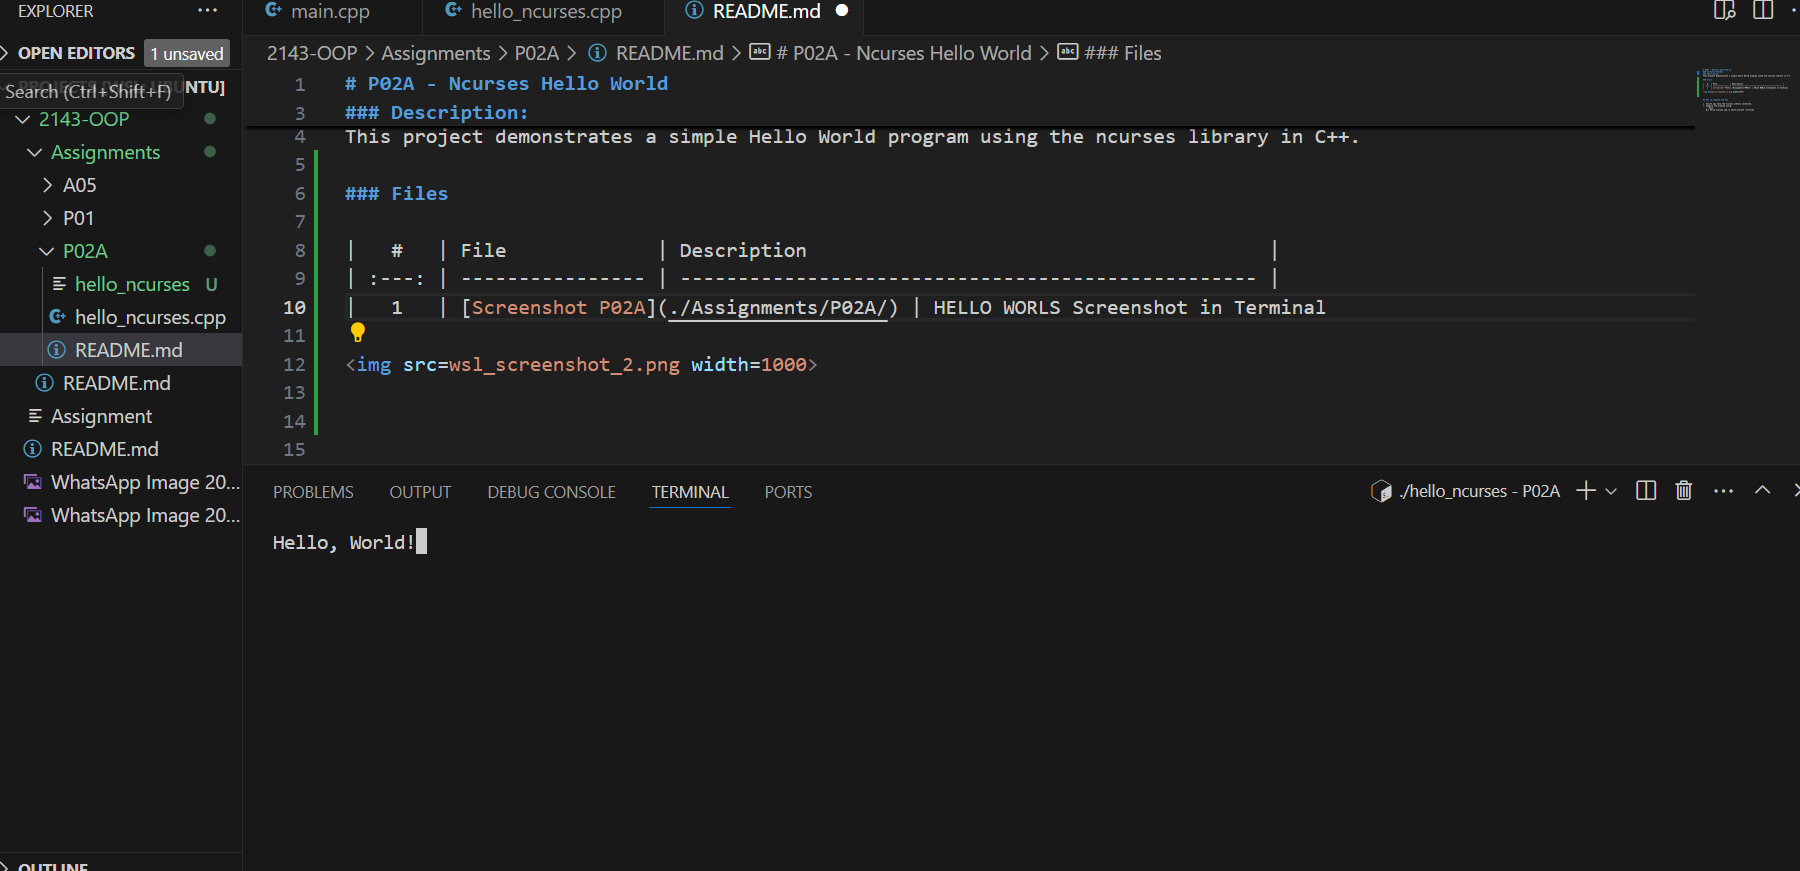 EXPLORER ···
OPEN EDITORS 1 unsaved
Search (Ctrl+Shift+F) UBUNTU]
2143-OOP
Assignments
A05
P01
P02A
hello_ncurses U
hello_ncurses.cpp
README.md
README.md
Assignment
README.md
WhatsApp Image 20...
WhatsApp Image 20...
OUTLINE
main.cpp hello_ncurses.cpp README.md
2143-OOP > Assignments > P02A > README.md > # P02A - Ncurses Hello World > ### Files
1 # P02A - Ncurses Hello World
3 ### Description:
4 This project demonstrates a simple Hello World program using the ncurses library in C++.
5
6 ### Files
7
8 | # | File | Description |
9 | :---: | ---------------- | -------------------------------------------------- |
10 | 1 | [Screenshot P02A](./Assignments/P02A/) | HELLO WORLS Screenshot in Terminal
11
12 <img src=wsl_screenshot_2.png width=1000>
13
14
15
PROBLEMS OUTPUT DEBUG CONSOLE TERMINAL PORTS ./hello_ncurses - P02A
Hello, World!